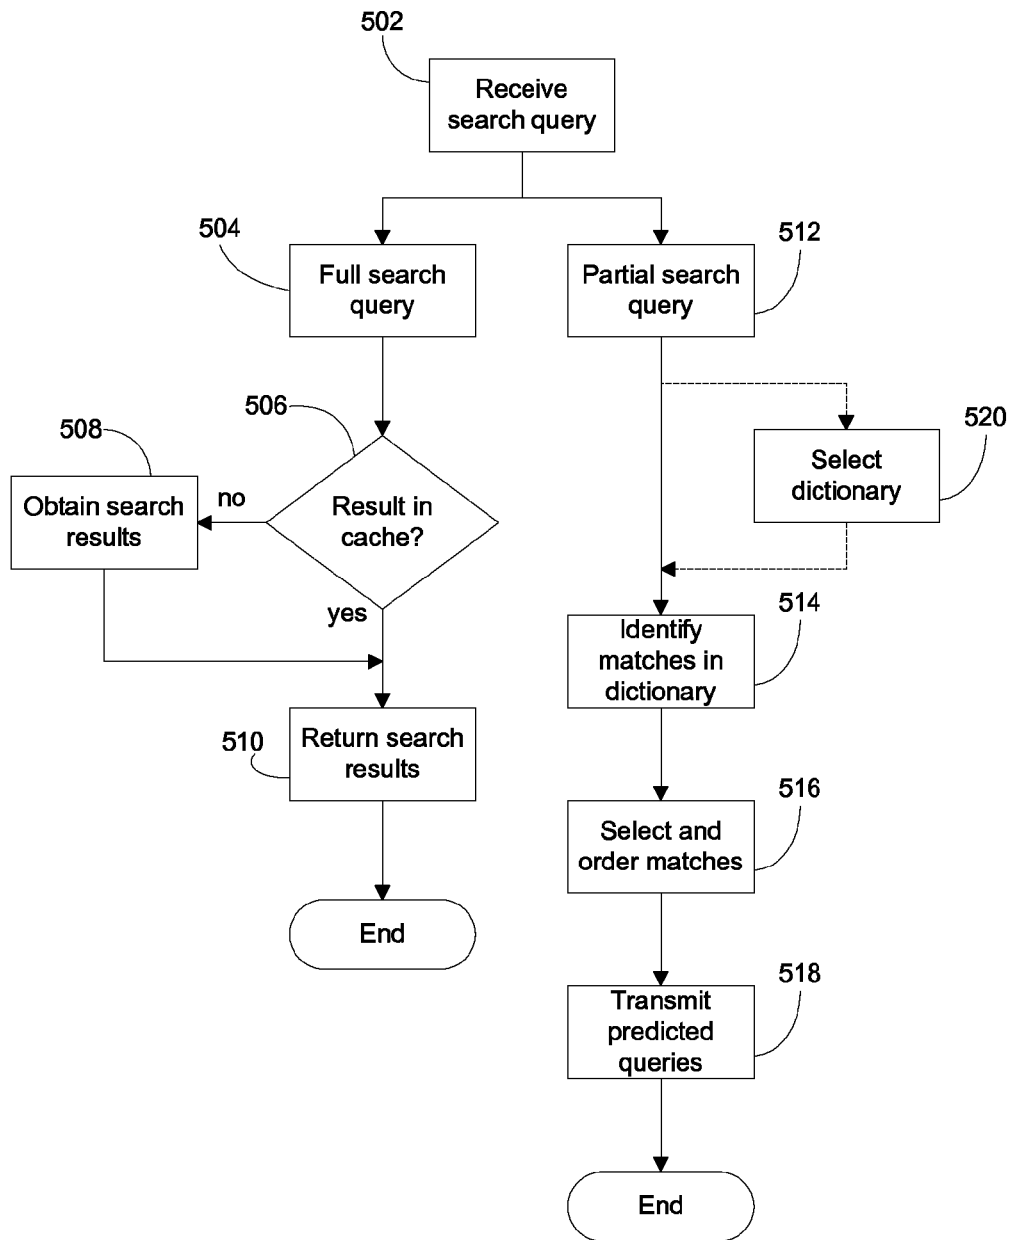 502
Receive
search query
504
Full search
query
512
Partial search
query
506
Result in
cache?
508
Obtain search
results
no
yes
520
Select
dictionary
514
Identify
matches in
dictionary
510
Return search
results
516
Select and
order matches
End
518
Transmit
predicted
queries
End